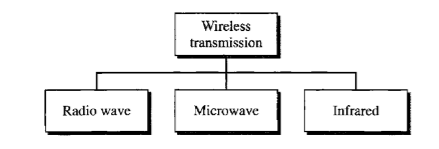 Wireless
transmission
Radio wave
Microwave
Infrared